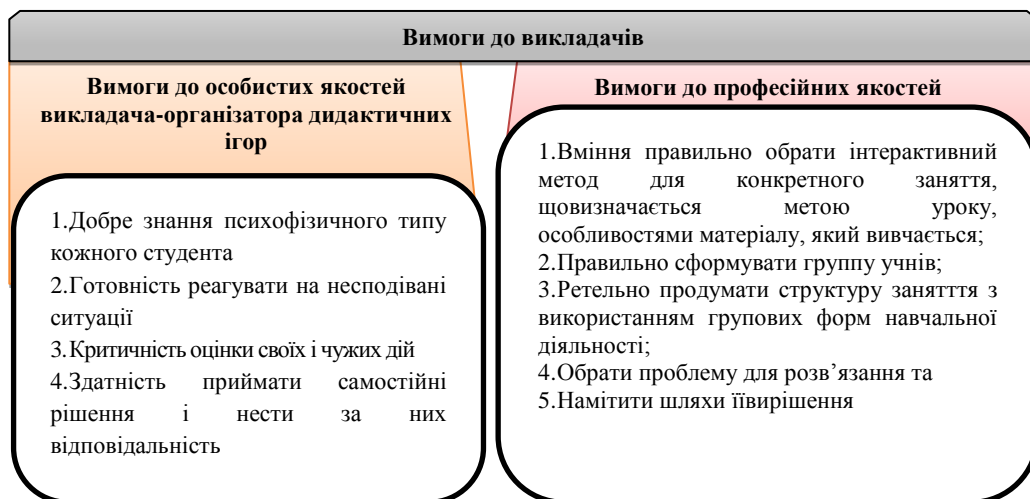 Вимоги до викладачів
Вимоги до особистих якостей
викладача-організатора дидактичних
ігор
1.Добре знання психофізичного типу
кожного студента
2.Готовність реагувати на несподівані
ситуації
3.Критичність оцінки своїх і чужих дій
4.Здатність приймати самостійні
рішення і нести за них
відповідальність
Вимоги до професійних якостей
1.Вміння правильно обрати інтерактивний
метод для конкретного заняття,
щовизначається метою уроку,
особливостями матеріалу, який вивчається;
2.Правильно сформувати группу учнів;
3.Ретельно продумати структуру занятття з
використанням групових форм навчальної
діяльності;
4.Обрати проблему для розв’язання та
5.Намітити шляхи їївирішення